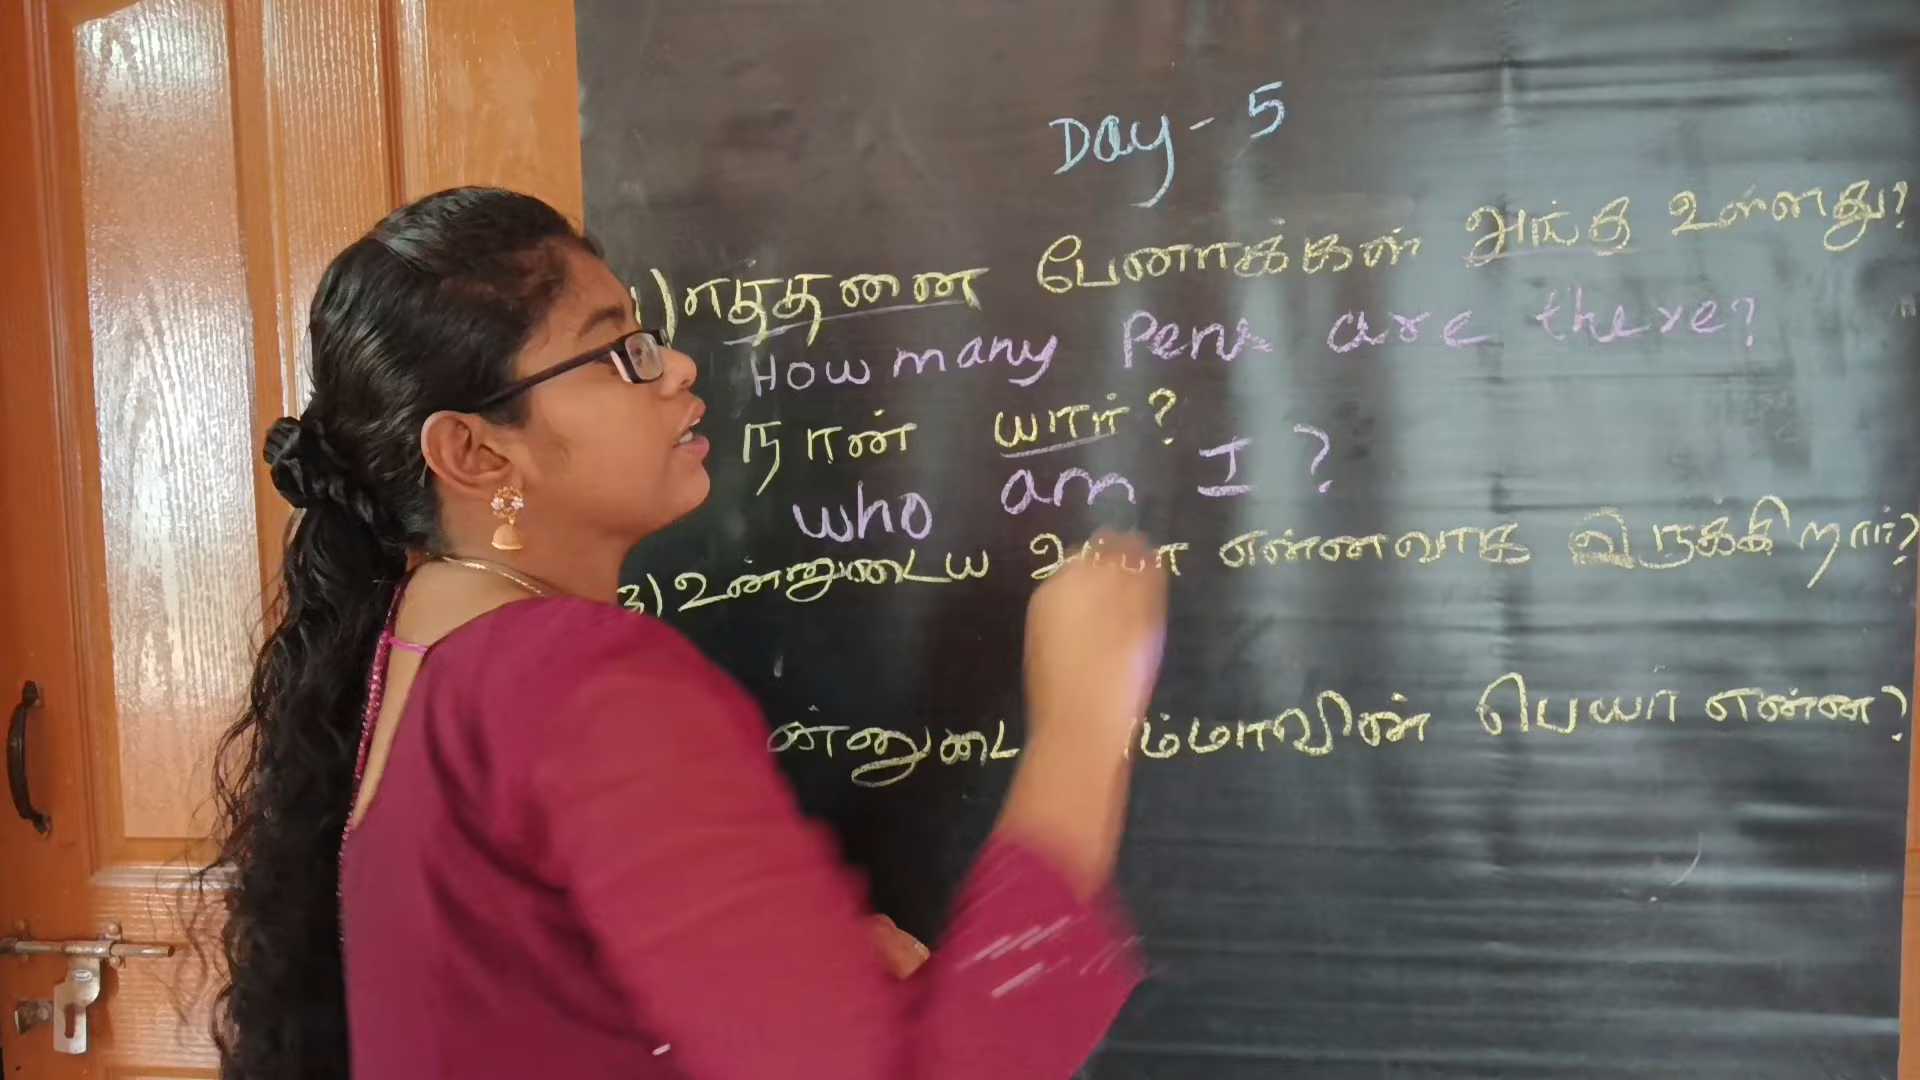 Day - 5
1) எத்தனை பேனாக்கள் அங்கு உள்ளது?
How many Pens are there?
நான் யார்?
who am I ?
3) உன்னுடைய அப்பா என்னவாக இருக்கிறார்?
பெயர் என்ன?